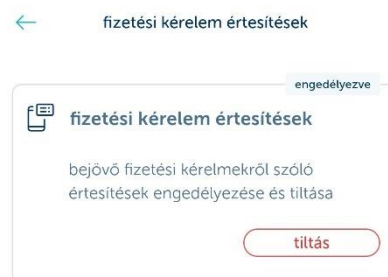 fizetési kérelem értesítések
engedélyezve
fizetési kérelem értesítések
bejövő fizetési kérelmekről szóló
értesítések engedélyezése és tiltása
tiltás